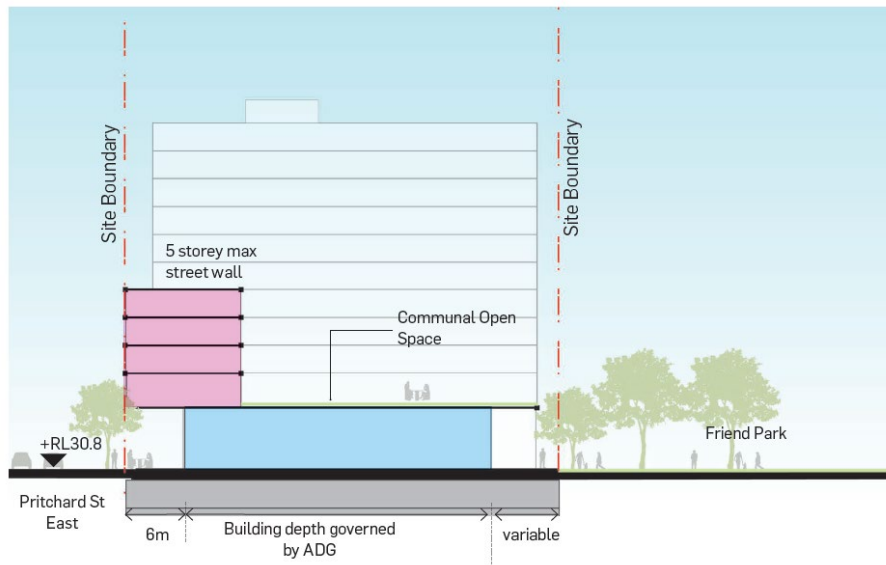 Site Boundary
Site Boundary
5 storey max
street wall
Communal Open
Space
Friend Park
+RL30.8
Pritchard St
East
6m
Building depth governed
by ADG
variable